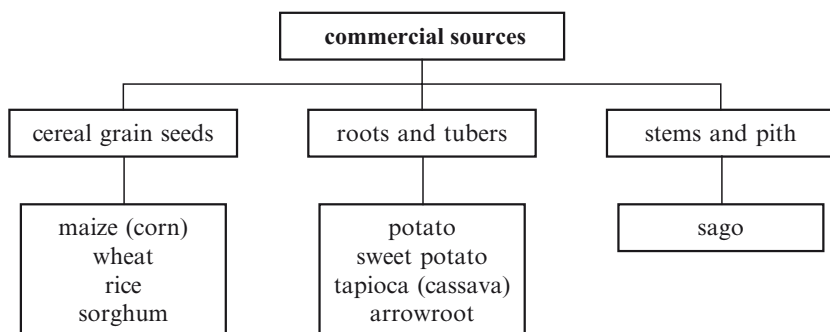 commercial sources
cereal grain seeds
roots and tubers
stems and pith
maize (corn)
wheat
rice
sorghum
potato
sweet potato
tapioca (cassava)
arrowroot
sago